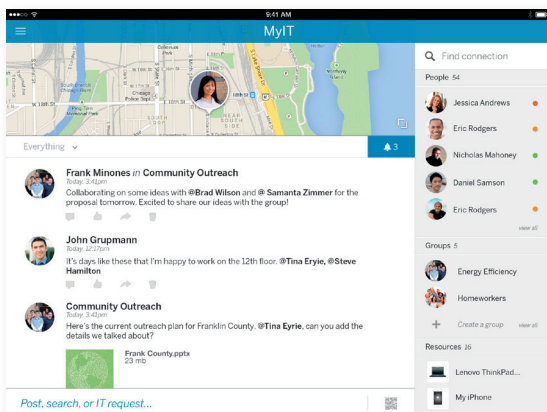 9:41 AM
MyIT
Find connection
People 54
Jessica Andrews
Eric Rodgers
Nicholas Mahoney
Daniel Samson
Eric Rodgers
view all
Groups 5
Energy Efficiency
Homeworkers
+ Create a group view all
Resources 16
Lenovo ThinkPad...
My iPhone
Everything
3
Frank Minones in Community Outreach
Today. 3:41pm
Collaborating on some ideas with @Brad Wilson and @ Samanta Zimmer for the
proposal tomorrow. Excited to share our ideas with the group!
John Grupmann
Today. 12:17pm
It's days like these that I'm happy to work on the 12th floor. @Tina Eryie, @Steve
Hamilton
Community Outreach
Today. 3:41pm
Here's the current outreach plan for Franklin County. @Tina Eyrie, can you add the
details we talked about?
Frank County.pptx
23 mb
Post, search, or IT request...